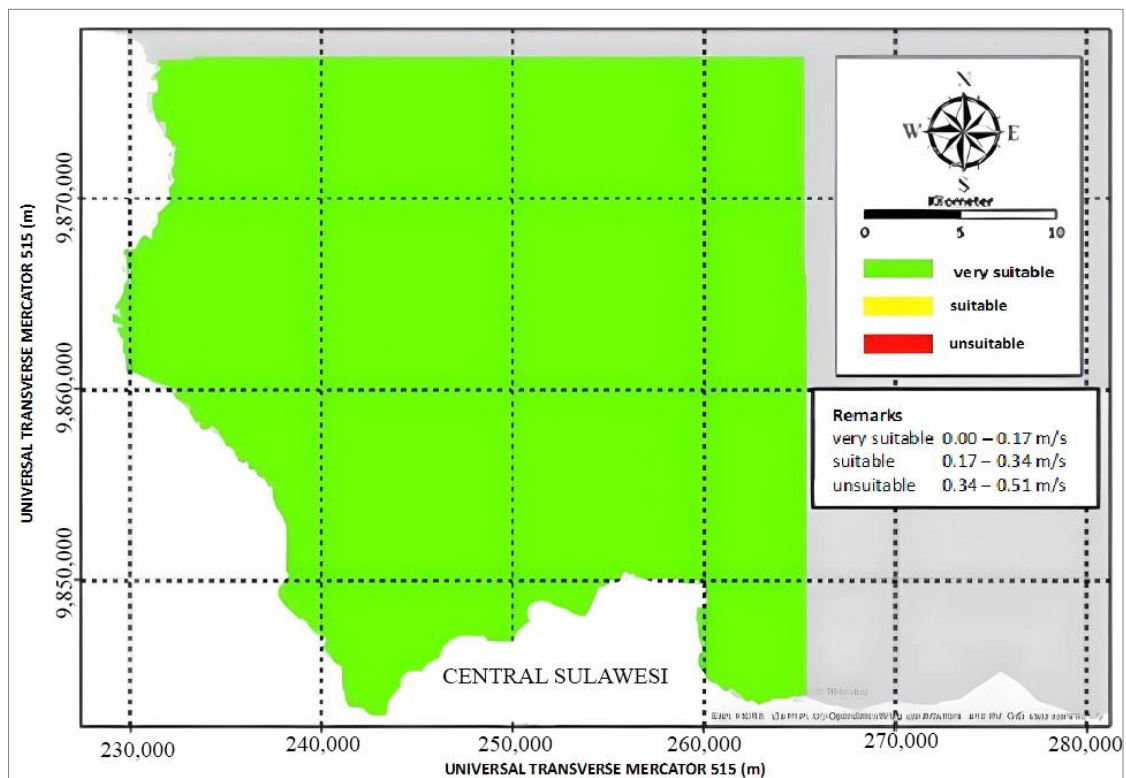 N
W E
S
Kilometer
0 5 10
very suitable
suitable
unsuitable
Remarks
very suitable 0.00 – 0.17 m/s
suitable 0.17 – 0.34 m/s
unsuitable 0.34 – 0.51 m/s
9,870,000
9,860,000
9,850,000
UNIVERSAL TRANSVERSE MERCATOR 515 (m)
CENTRAL SULAWESI
230,000 240,000 250,000 260,000 270,000 280,000
UNIVERSAL TRANSVERSE MERCATOR 515 (m)